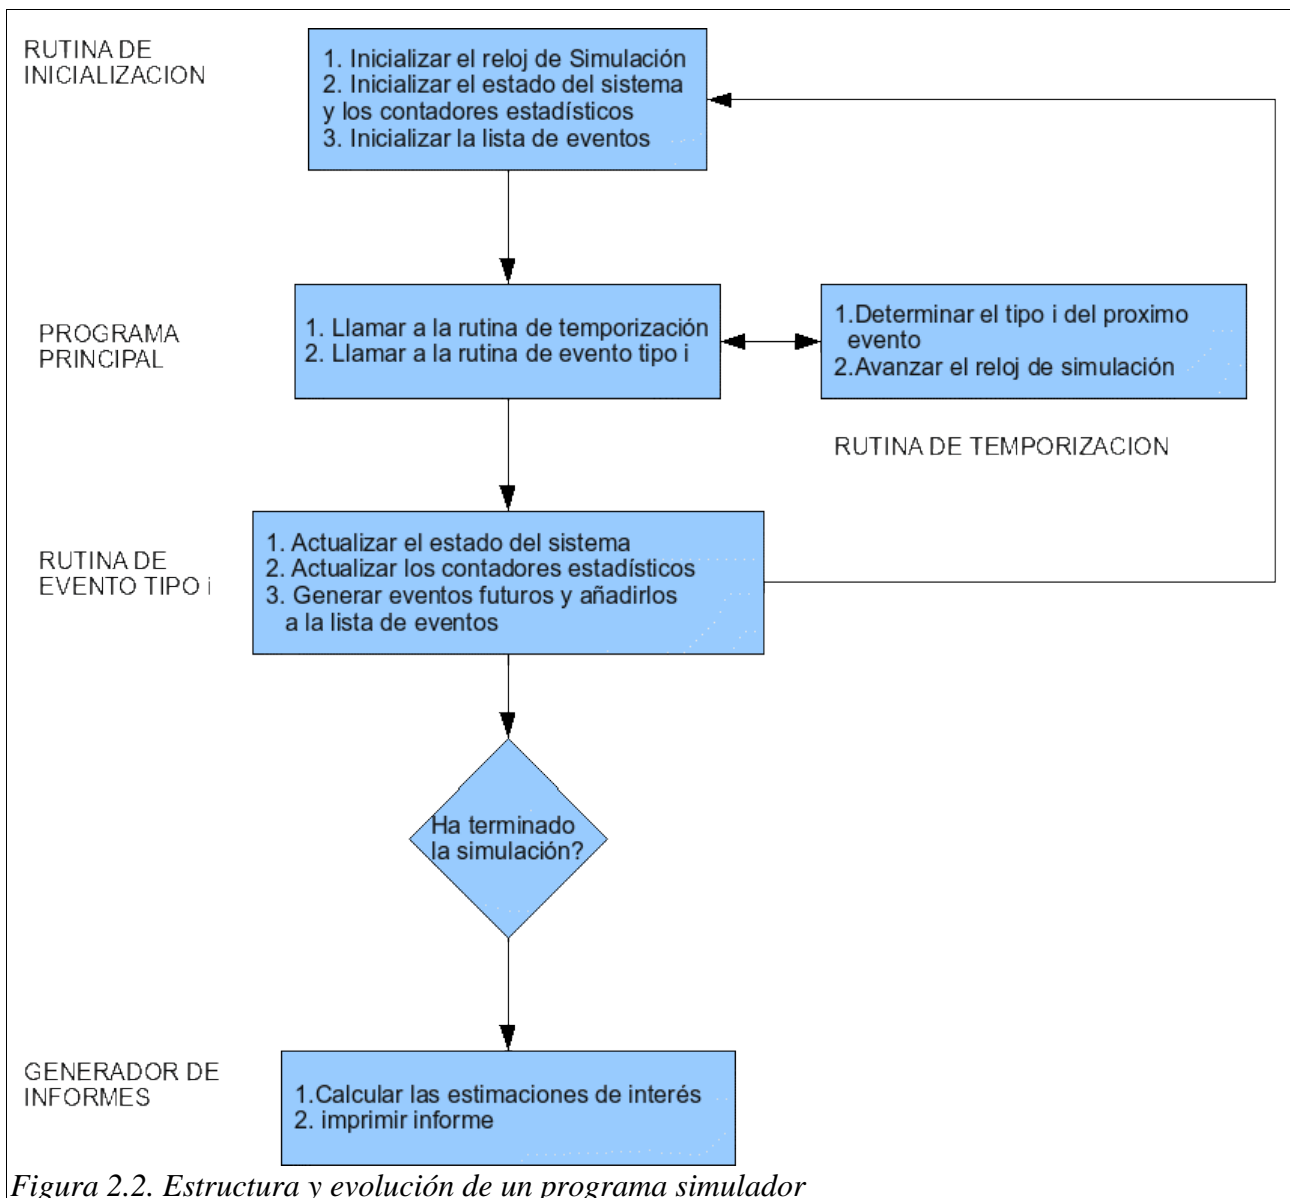 RUTINA DE
INICIALIZACION
1. Inicializar el reloj de Simulación
2. Inicializar el estado del sistema
y los contadores estadísticos
3. Inicializar la lista de eventos
PROGRAMA
PRINCIPAL
1. Llamar a la rutina de temporización
2. Llamar a la rutina de evento tipo i
1.Determinar el tipo i del proximo
evento
2.Avanzar el reloj de simulación
RUTINA DE TEMPORIZACION
RUTINA DE
EVENTO TIPO i
1. Actualizar el estado del sistema
2. Actualizar los contadores estadísticos
3. Generar eventos futuros y añadirlos
a la lista de eventos
Ha terminado
la simulación?
GENERADOR DE
INFORMES
1.Calcular las estimaciones de interés
2. imprimir informe
Figura 2.2. Estructura y evolución de un programa simulador